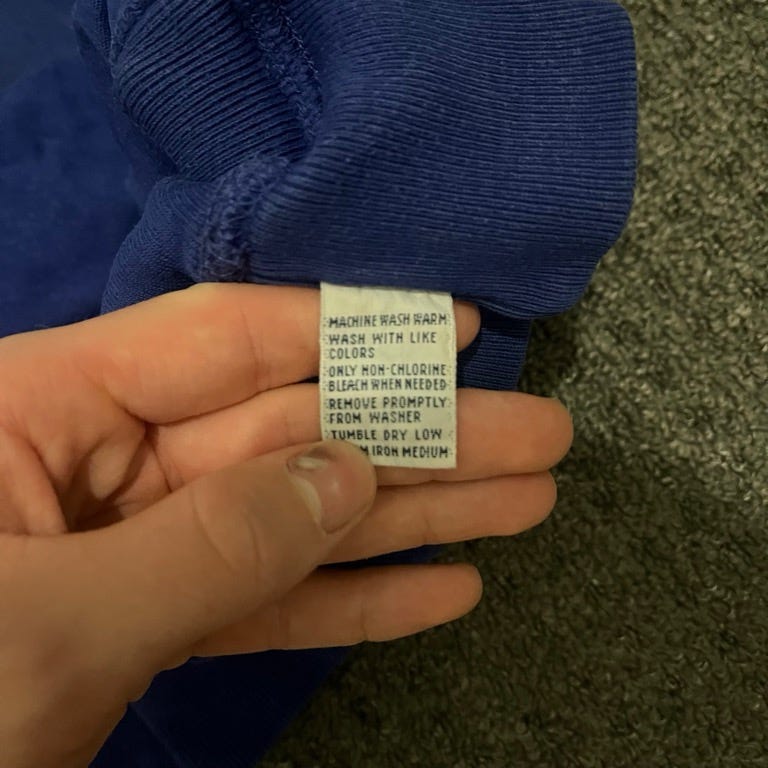 MACHINE WASH WARM
WASH WITH LIKE
COLORS
ONLY NON-CHLORINE
BLEACH WHEN NEEDED
REMOVE PROMPTLY
FROM WASHER
TUMBLE DRY LOW
IRON MEDIUM